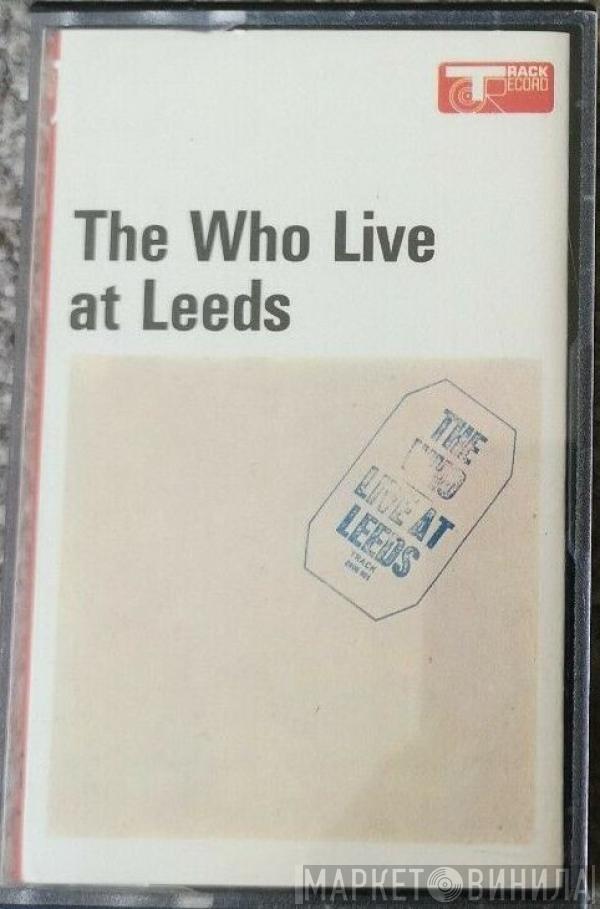 TRACK
RECORD
The Who Live
at Leeds
THE
WHO
LIVE AT
LEEDS
TRACK
МАРКЕТ ВИНИЛА